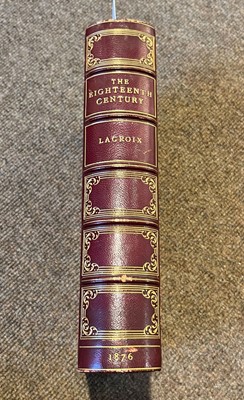 THE
EIGHTEENTH
CENTURY
LACROIX
1876